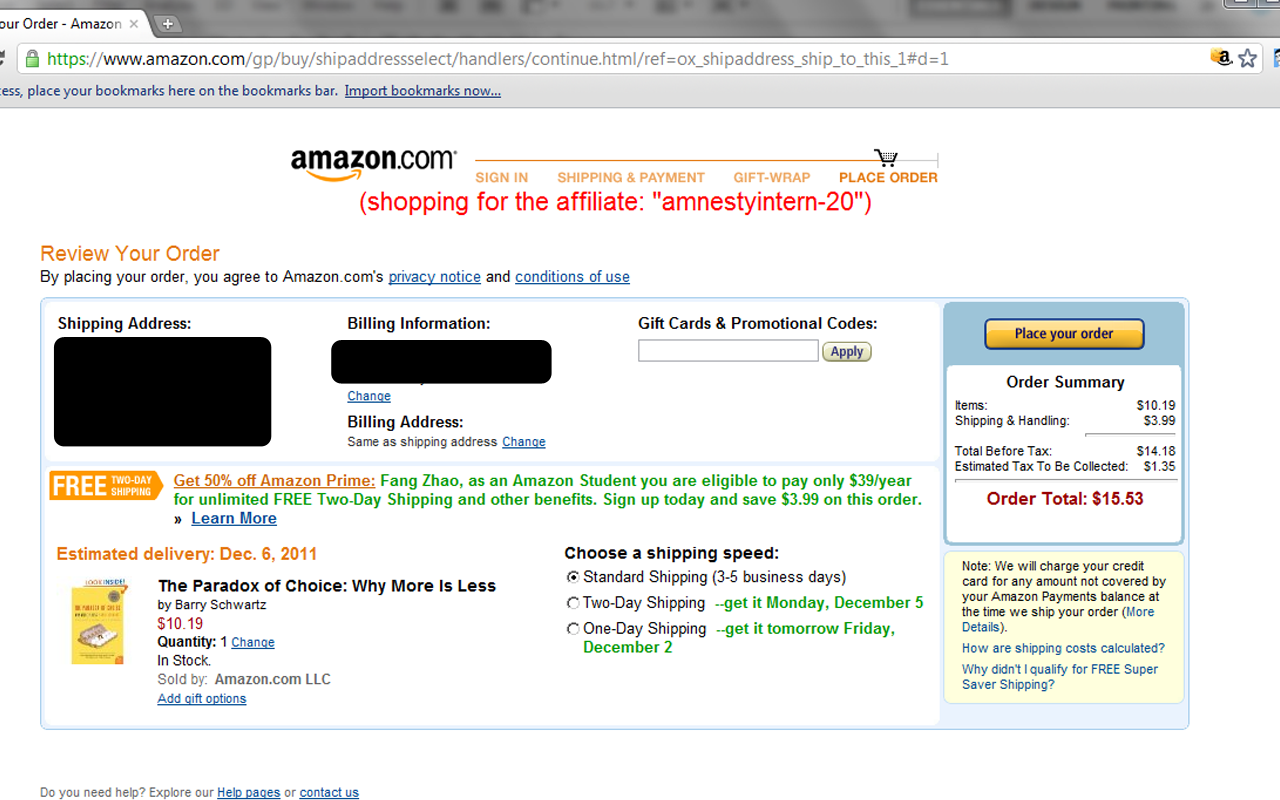 our Order - Amazon
https://www.amazon.com/gp/buy/shipaddressselect/handlers/continue.html/ref=ox_shipaddress_ship_to_this_1#d=1
cess, place your bookmarks here on the bookmarks bar. Import bookmarks now...
amazon.com
SIGN IN SHIPPING & PAYMENT GIFT-WRAP PLACE ORDER
(shopping for the affiliate: "amnestyintern-20")
Review Your Order
By placing your order, you agree to Amazon.com's privacy notice and conditions of use
Shipping Address:
Billing Information:
Change
Billing Address:
Same as shipping address Change
Gift Cards & Promotional Codes:
Apply
Place your order
Order Summary
Items: $10.19
Shipping & Handling: $3.99
Total Before Tax: $14.18
Estimated Tax To Be Collected: $1.35
Order Total: $15.53
FREE TWO-DAY
SHIPPING
Get 50% off Amazon Prime: Fang Zhao, as an Amazon Student you are eligible to pay only $39/year
for unlimited FREE Two-Day Shipping and other benefits. Sign up today and save $3.99 on this order.
» Learn More
Estimated delivery: Dec. 6, 2011
LOOK INSIDE!
The Paradox of Choice: Why More Is Less
by Barry Schwartz
$10.19
Quantity: 1 Change
In Stock.
Sold by: Amazon.com LLC
Add gift options
Choose a shipping speed:
Standard Shipping (3-5 business days)
Two-Day Shipping --get it Monday, December 5
One-Day Shipping --get it tomorrow Friday,
December 2
Note: We will charge your credit
card for any amount not covered by
your Amazon Payments balance at
the time we ship your order (More
Details).
How are shipping costs calculated?
Why didn't I qualify for FREE Super
Saver Shipping?
Do you need help? Explore our Help pages or contact us